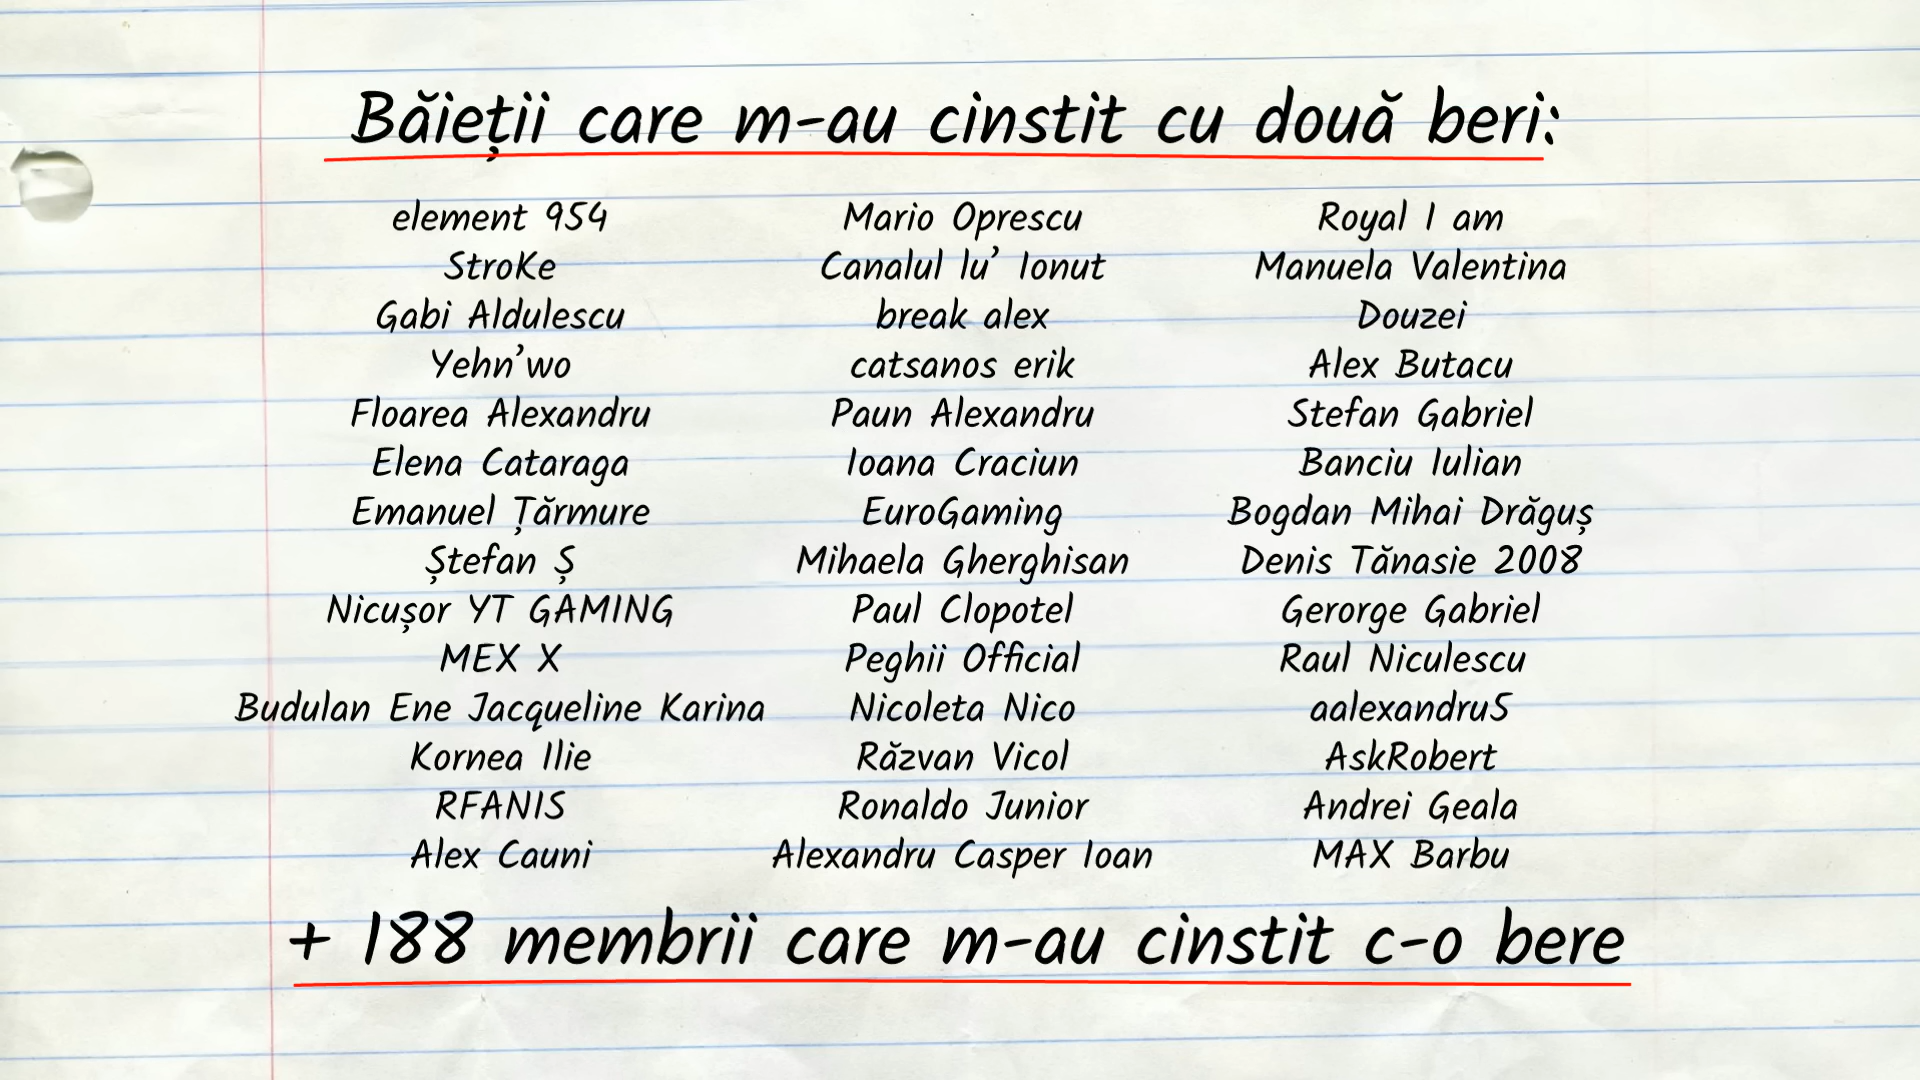 Băieții care m-au cinstit cu două beri:
element 954 Mario Oprescu Royal I am
StroKe Canalul lu' Ionut Manuela Valentina
Gabi Aldulescu break alex Douzei
Yehn'wo catsanos erik Alex Butacu
Floarea Alexandru Paun Alexandru Stefan Gabriel
Elena Cataraga Ioana Craciun Banciu Iulian
Emanuel Țărmure EuroGaming Bogdan Mihai Drăguș
Ștefan Ș Mihaela Gherghisan Denis Tănasie 2008
Nicușor YT GAMING Paul Clopotel Gerorge Gabriel
MEX X Peghii Official Raul Niculescu
Budulan Ene Jacqueline Karina Nicoleta Nico aalexandru5
Kornea Ilie Răzvan Vicol AskRobert
RFANIS Ronaldo Junior Andrei Geala
Alex Cauni Alexandru Casper Ioan MAX Barbu
+ 188 membrii care m-au cinstit c-o bere